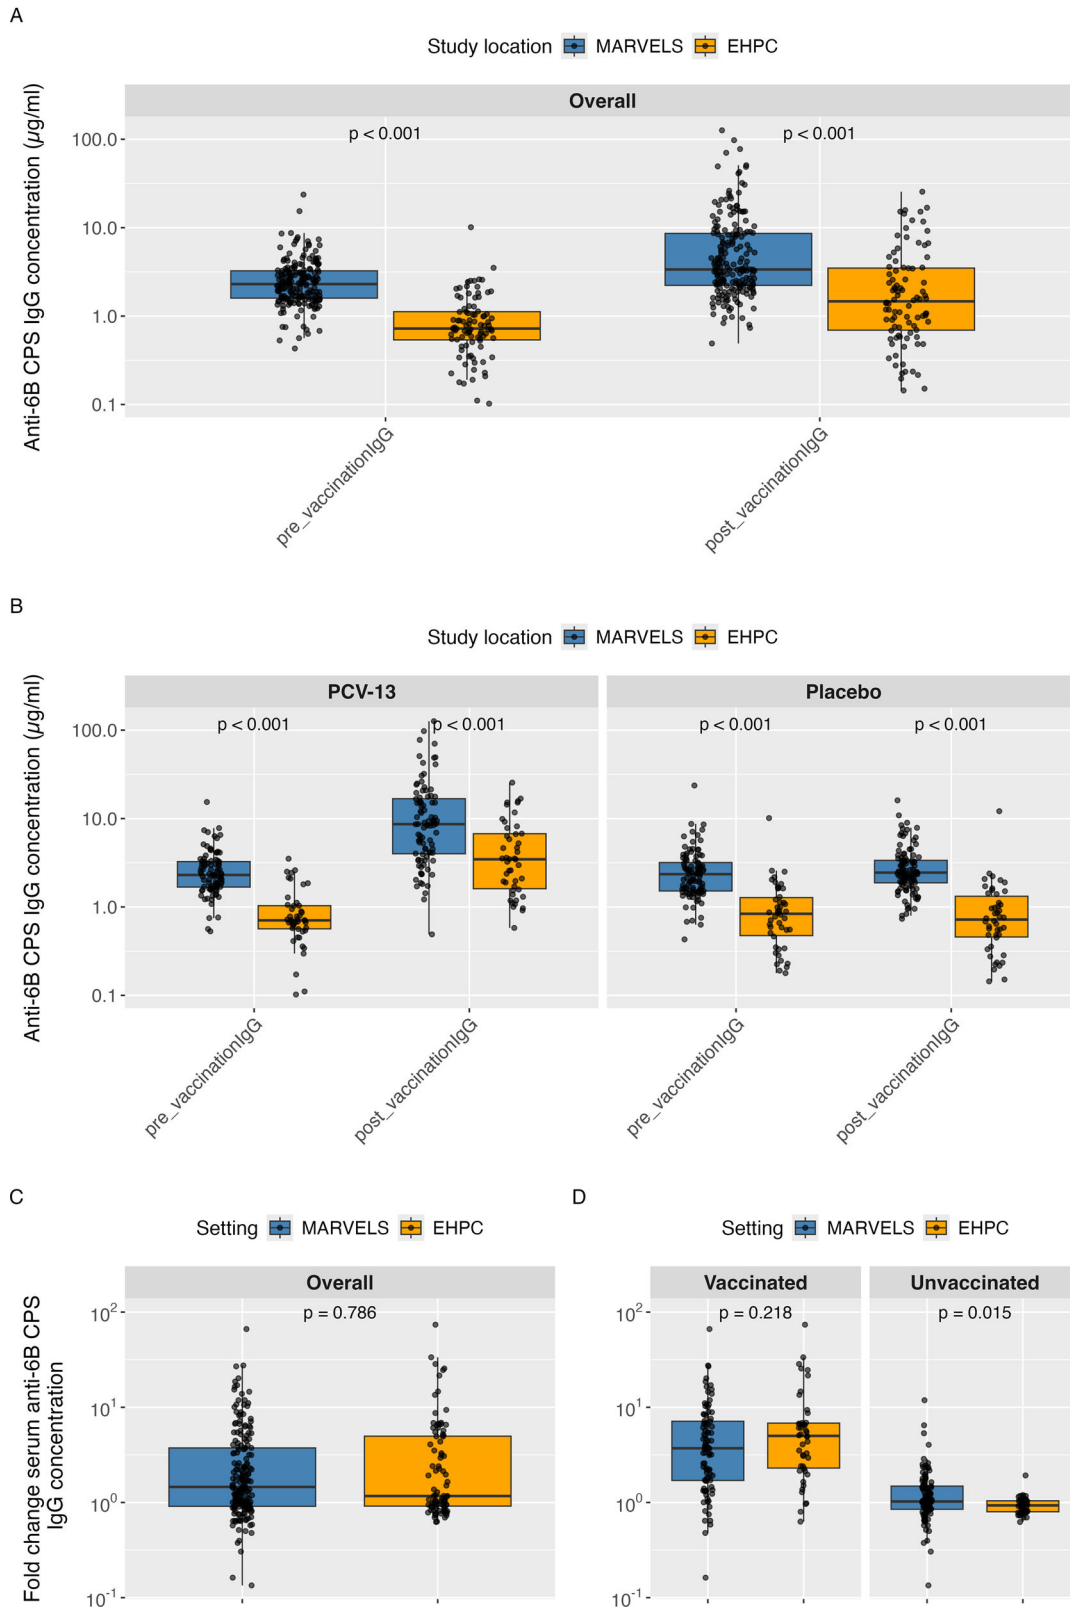 A
Study location MARVELS EHPC
Overall
Anti-6B CPS IgG concentration (µg/ml)
100.0
10.0
1.0
0.1
p < 0.001
p < 0.001
pre_vaccinationIgG
post_vaccinationIgG
B
Study location MARVELS EHPC
PCV-13
Placebo
Anti-6B CPS IgG concentration (µg/ml)
100.0
10.0
1.0
0.1
p < 0.001
p < 0.001
p < 0.001
p < 0.001
pre_vaccinationIgG
post_vaccinationIgG
pre_vaccinationIgG
post_vaccinationIgG
C
Setting MARVELS EHPC
Overall
Fold change serum anti-6B CPS
IgG concentration
10²
10¹
10⁰
10⁻¹
p = 0.786
D
Setting MARVELS EHPC
Vaccinated
Unvaccinated
10²
10¹
10⁰
10⁻¹
p = 0.218
p = 0.015